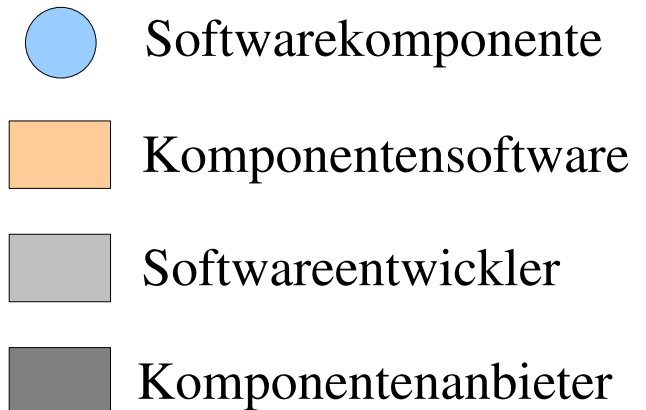 Softwarekomponente
Komponentensoftware
Softwareentwickler
Komponentenanbieter